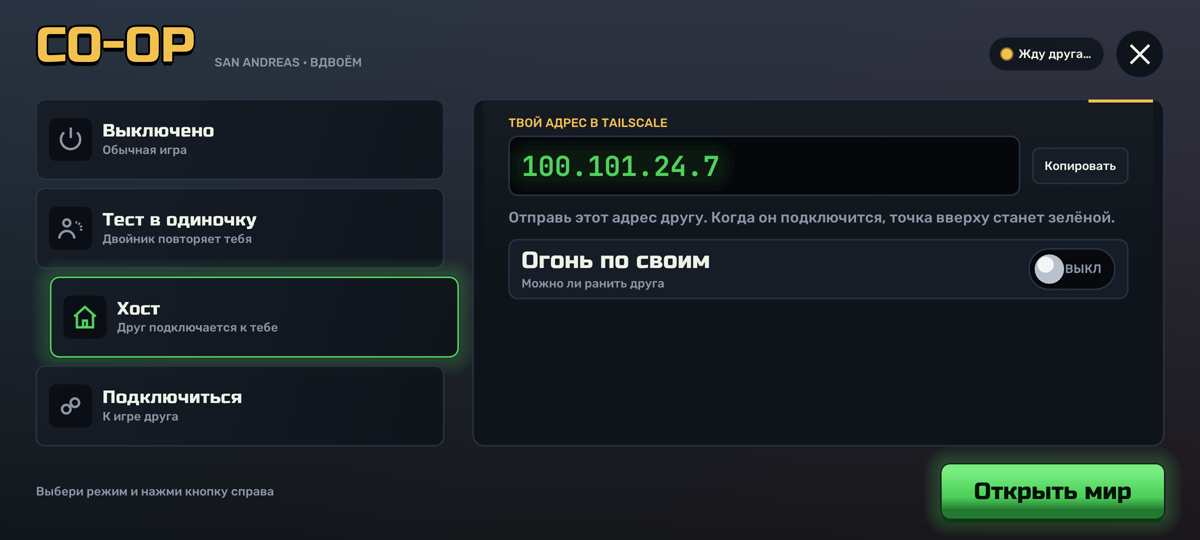 CO-OP
SAN ANDREAS • ВДВОЁМ
Жду друга...
Выключено
Обычная игра
Тест в одиночку
Двойник повторяет тебя
Хост
Друг подключается к тебе
Подключиться
К игре друга
ТВОЙ АДРЕС В TAILSCALE
100.101.24.7
Копировать
Отправь этот адрес другу. Когда он подключится, точка вверху станет зелёной.
Огонь по своим
Можно ли ранить друга
ВЫКЛ
Выбери режим и нажми кнопку справа
Открыть мир